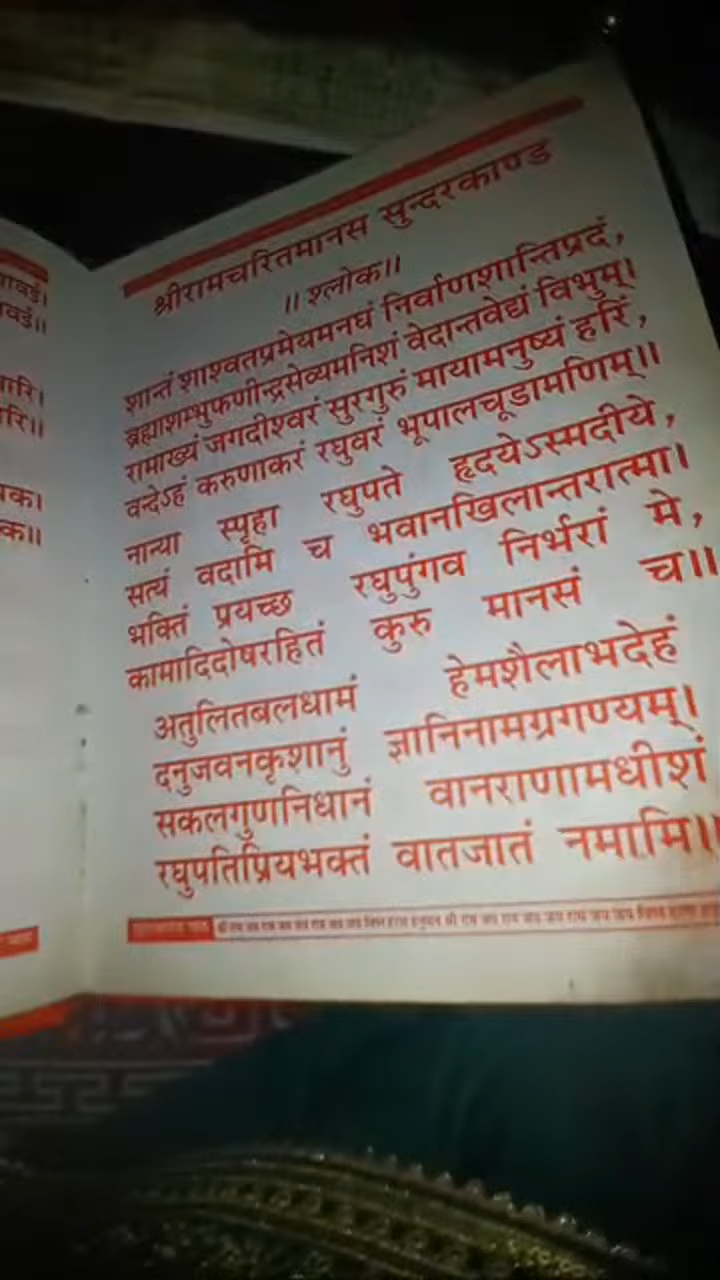 श्रीरामचरितमानस सुन्दरकाण्ड
॥ श्लोक॥
शान्तं शाश्वतप्रमेयमनघं निर्वाणशान्तिप्रदं,
ब्रह्माशम्भुफणीन्द्रसेव्यमनिशं वेदान्तवेद्यं विभुम्।
रामाख्यं जगदीश्वरं सुरगुरुं मायामनुष्यं हरिं,
वन्देऽहं करुणाकरं रघुवरं भूपालचूडामणिम्॥
नान्या स्पृहा रघुपते हृदयेऽस्मदीये,
सत्यं वदामि च भवानखिलान्तरात्मा।
भक्तिं प्रयच्छ रघुपुंगव निर्भरां मे,
कामादिदोषरहितं कुरु मानसं च॥
अतुलितबलधामं हेमशैलाभदेहं
दनुजवनकृशानुं ज्ञानिनामग्रगण्यम्।
सकलगुणनिधानं वानराणामधीशं
रघुपतिप्रियभक्तं वातजातं नमामि॥